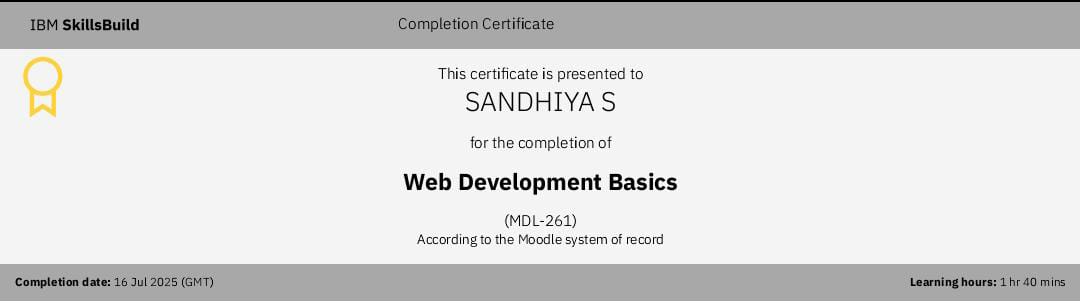 IBM SkillsBuild
Completion Certificate
This certificate is presented to
SANDHIYA S
for the completion of
Web Development Basics
(MDL-261)
According to the Moodle system of record
Completion date: 16 Jul 2025 (GMT)
Learning hours: 1 hr 40 mins